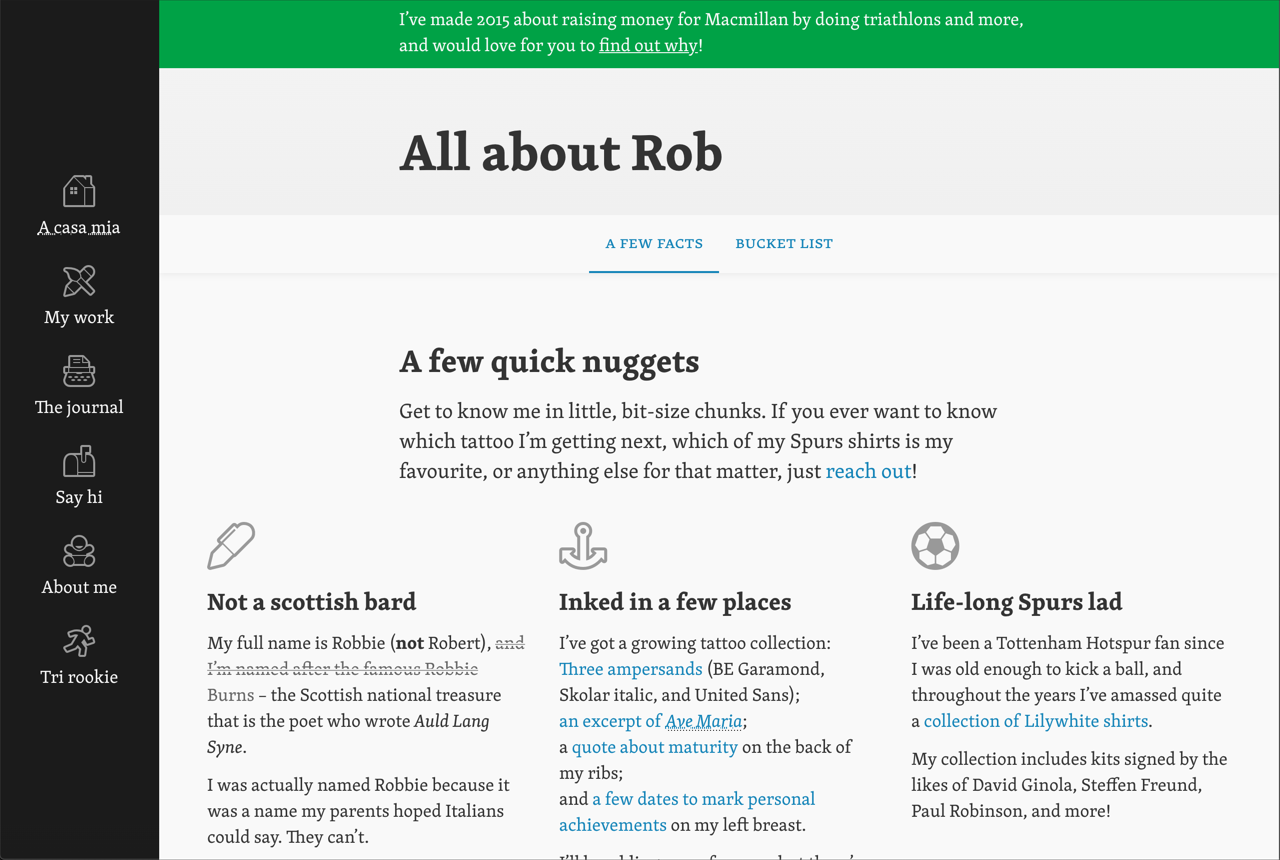 I've made 2015 about raising money for Macmillan by doing triathlons and more,
and would love for you to find out why!
A casa mia
My work
The journal
Say hi
About me
Tri rookie
All about Rob
A FEW FACTS
BUCKET LIST
A few quick nuggets
Get to know me in little, bit-size chunks. If you ever want to know
which tattoo I'm getting next, which of my Spurs shirts is my
favourite, or anything else for that matter, just reach out!
Not a scottish bard
My full name is Robbie (not Robert), and
I'm named after the famous Robbie
Burns – the Scottish national treasure
that is the poet who wrote Auld Lang
Syne.
I was actually named Robbie because it
was a name my parents hoped Italians
could say. They can't.
Inked in a few places
I've got a growing tattoo collection:
Three ampersands (BE Garamond,
Skolar italic, and United Sans);
an excerpt of Ave Maria;
a quote about maturity on the back of
my ribs;
and a few dates to mark personal
achievements on my left breast.
Life-long Spurs lad
I've been a Tottenham Hotspur fan since
I was old enough to kick a ball, and
throughout the years I've amassed quite
a collection of Lilywhite shirts.
My collection includes kits signed by the
likes of David Ginola, Steffen Freund,
Paul Robinson, and more!